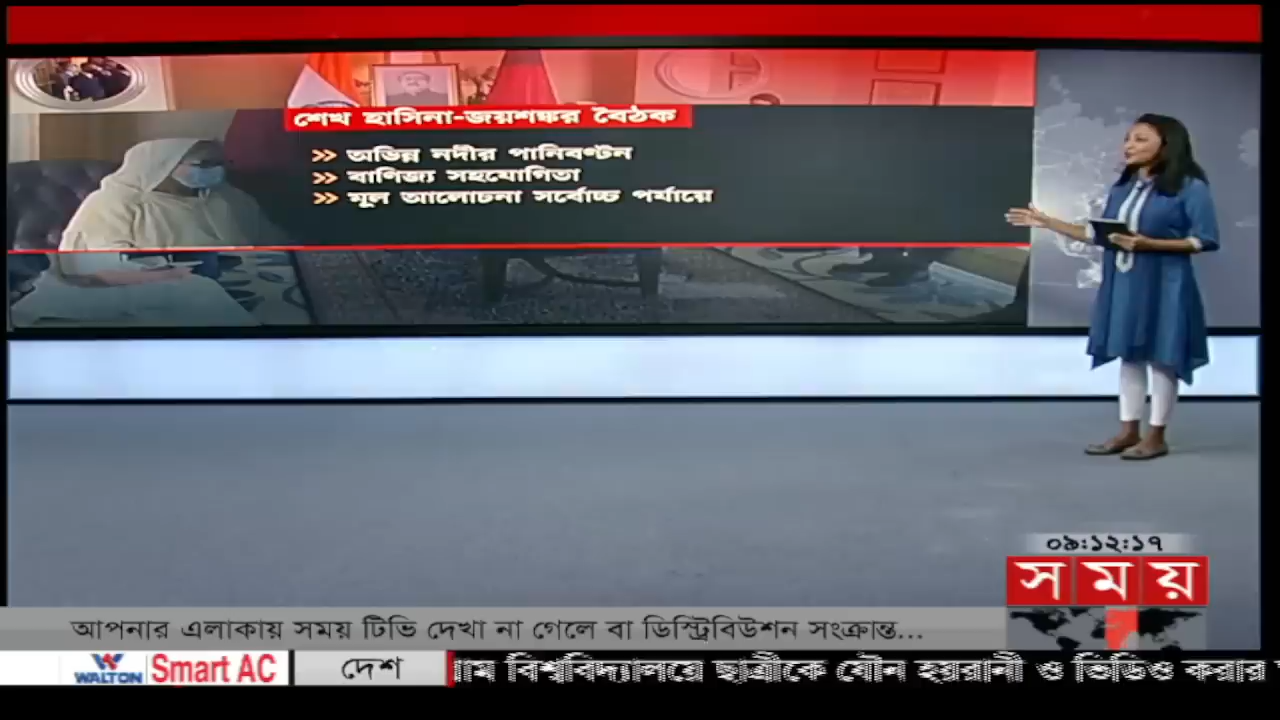 শেখ হাসিনা-জয়শঙ্কর বৈঠক
>> অভিন্ন নদীর পানিবণ্টন
>> বাণিজ্য সহযোগিতা
>> মূল আলোচনা সর্বোচ্চ পর্যায়ে
০৯:১২:১৭
সময়
আপনার এলাকায় সময় টিভি দেখা না গেলে বা ডিস্ট্রিবিউশন সংক্রান্ত...
WALTON Smart AC দেশ বিশ্ববিদ্যালয়ে ছাত্রীকে যৌন হয়রানী ও ভিডিও করার